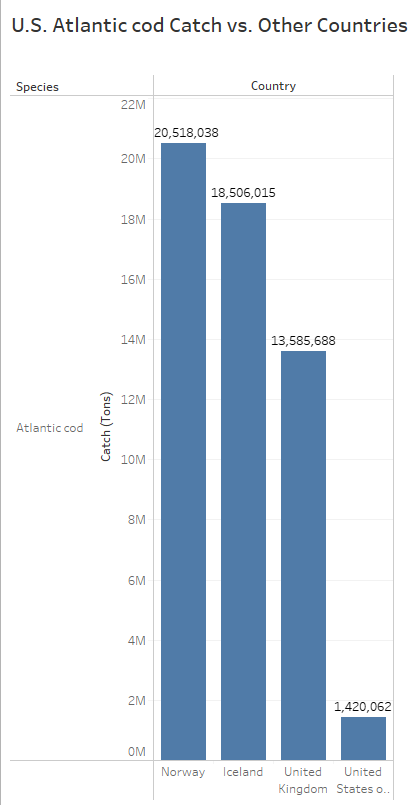 U.S. Atlantic cod Catch vs. Other Countries
Species
Country
22M
20,518,038
20M
18,506,015
18M
16M
14M
13,585,688
12M
Catch (Tons)
Atlantic cod
10M
8M
6M
4M
2M
1,420,062
0M
Norway Iceland United United
Kingdom States o..